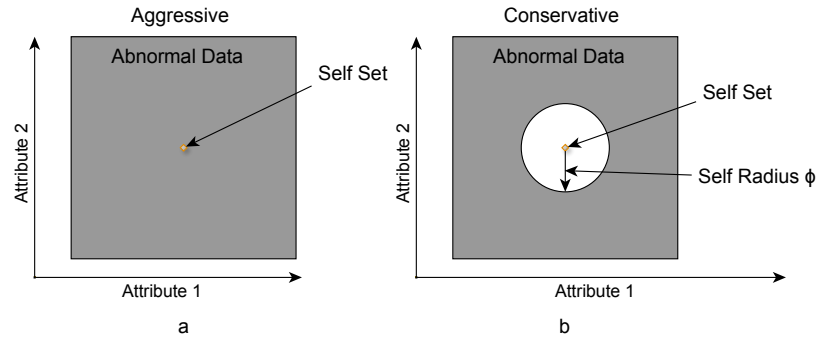 Aggressive
Abnormal Data
Self Set
Attribute 2
Attribute 1
a
Conservative
Abnormal Data
Self Set
Self Radius ϕ
Attribute 2
Attribute 1
b